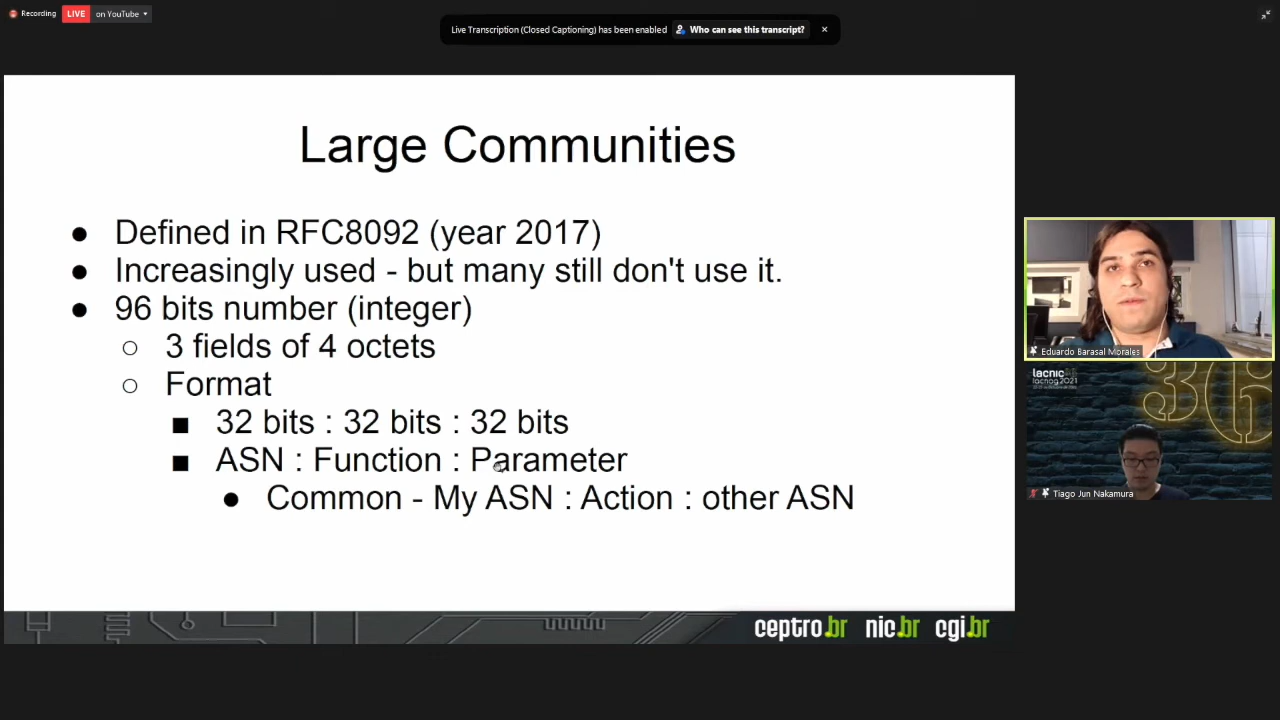 Recording
LIVE
on YouTube
Live Transcription (Closed Captioning) has been enabled
Who can see this transcript?
Large Communities
● Defined in RFC8092 (year 2017)
● Increasingly used - but many still don't use it.
● 96 bits number (integer)
○ 3 fields of 4 octets
○ Format
■ 32 bits : 32 bits : 32 bits
■ ASN : Function : Parameter
● Common - My ASN : Action : other ASN
ceptro.br nic.br cgi.br
Eduardo Barasal Morales
lacnic36
lacnog2021
36
Tiago Jun Nakamura